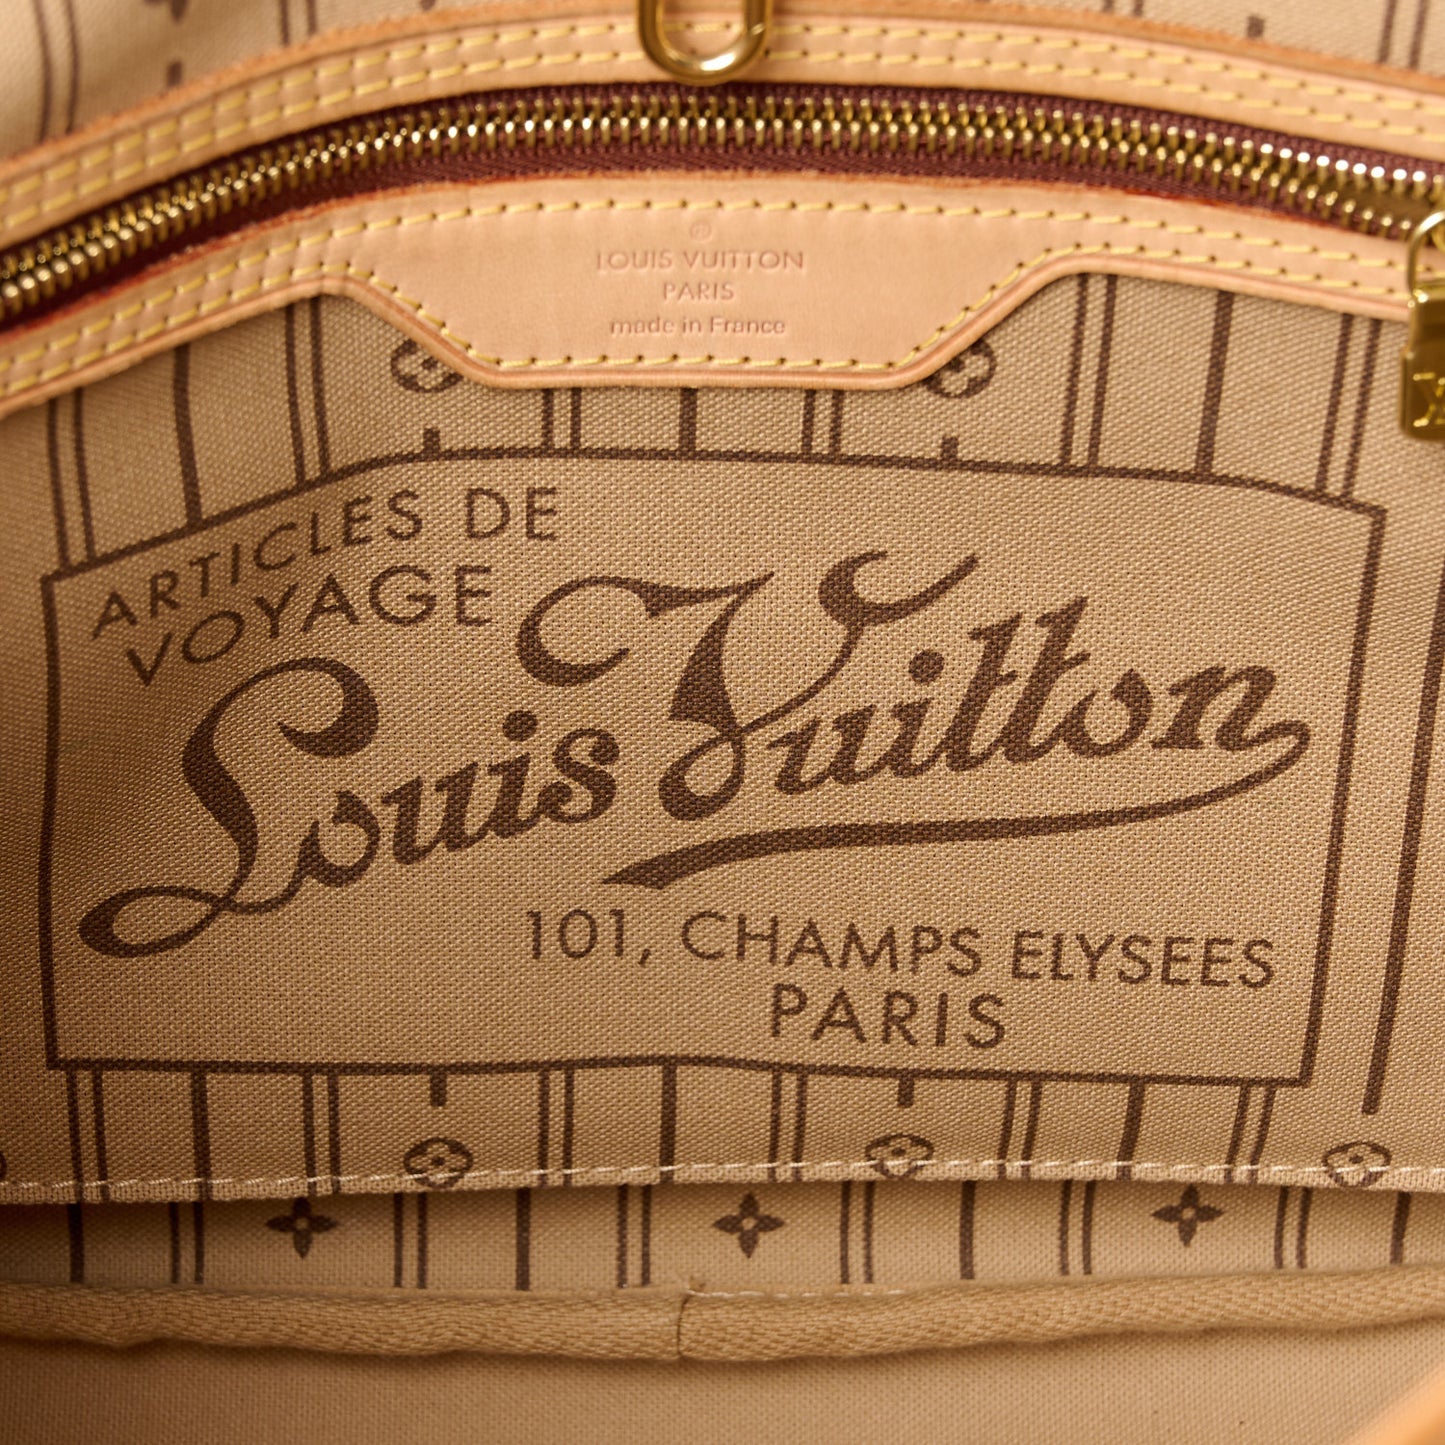 LOUIS VUITTON
PARIS
made in France
ARTICLES DE
VOYAGE
Louis Vuitton
101, CHAMPS ELYSEES
PARIS